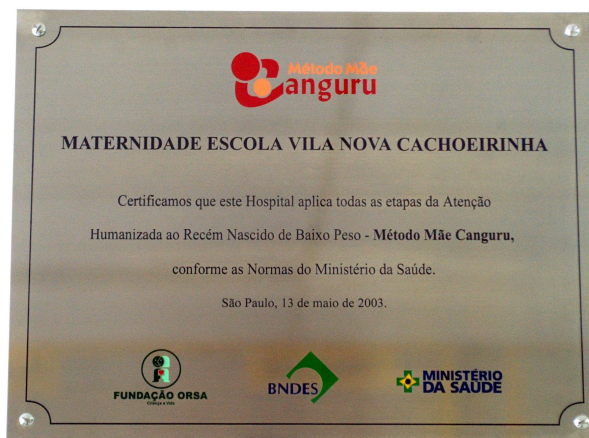 Método Mãe
Canguru
MATERNIDADE ESCOLA VILA NOVA CACHOEIRINHA
Certificamos que este Hospital aplica todas as etapas da Atenção
Humanizada ao Recém Nascido de Baixo Peso - Método Mãe Canguru,
conforme as Normas do Ministério da Saúde.
São Paulo, 13 de maio de 2003.
FUNDAÇÃO ORSA
Criança e Vida
BNDES
MINISTÉRIO
DA SAÚDE